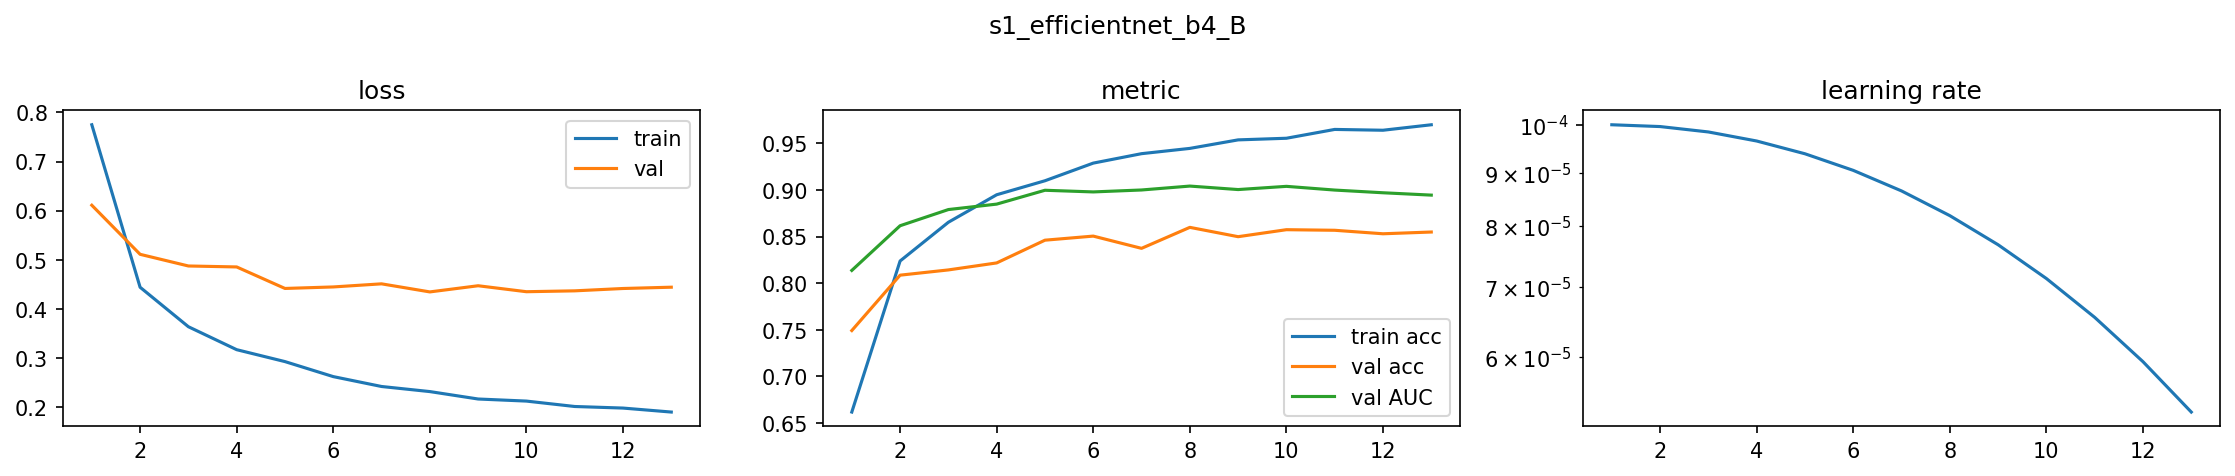 s1_efficientnet_b4_B
loss
0.8
0.7
0.6
0.5
0.4
0.3
0.2
2 4 6 8 10 12
train
val
metric
0.95
0.90
0.85
0.80
0.75
0.70
0.65
2 4 6 8 10 12
train acc
val acc
val AUC
learning rate
10⁻⁴
9 × 10⁻⁵
8 × 10⁻⁵
7 × 10⁻⁵
6 × 10⁻⁵
2 4 6 8 10 12